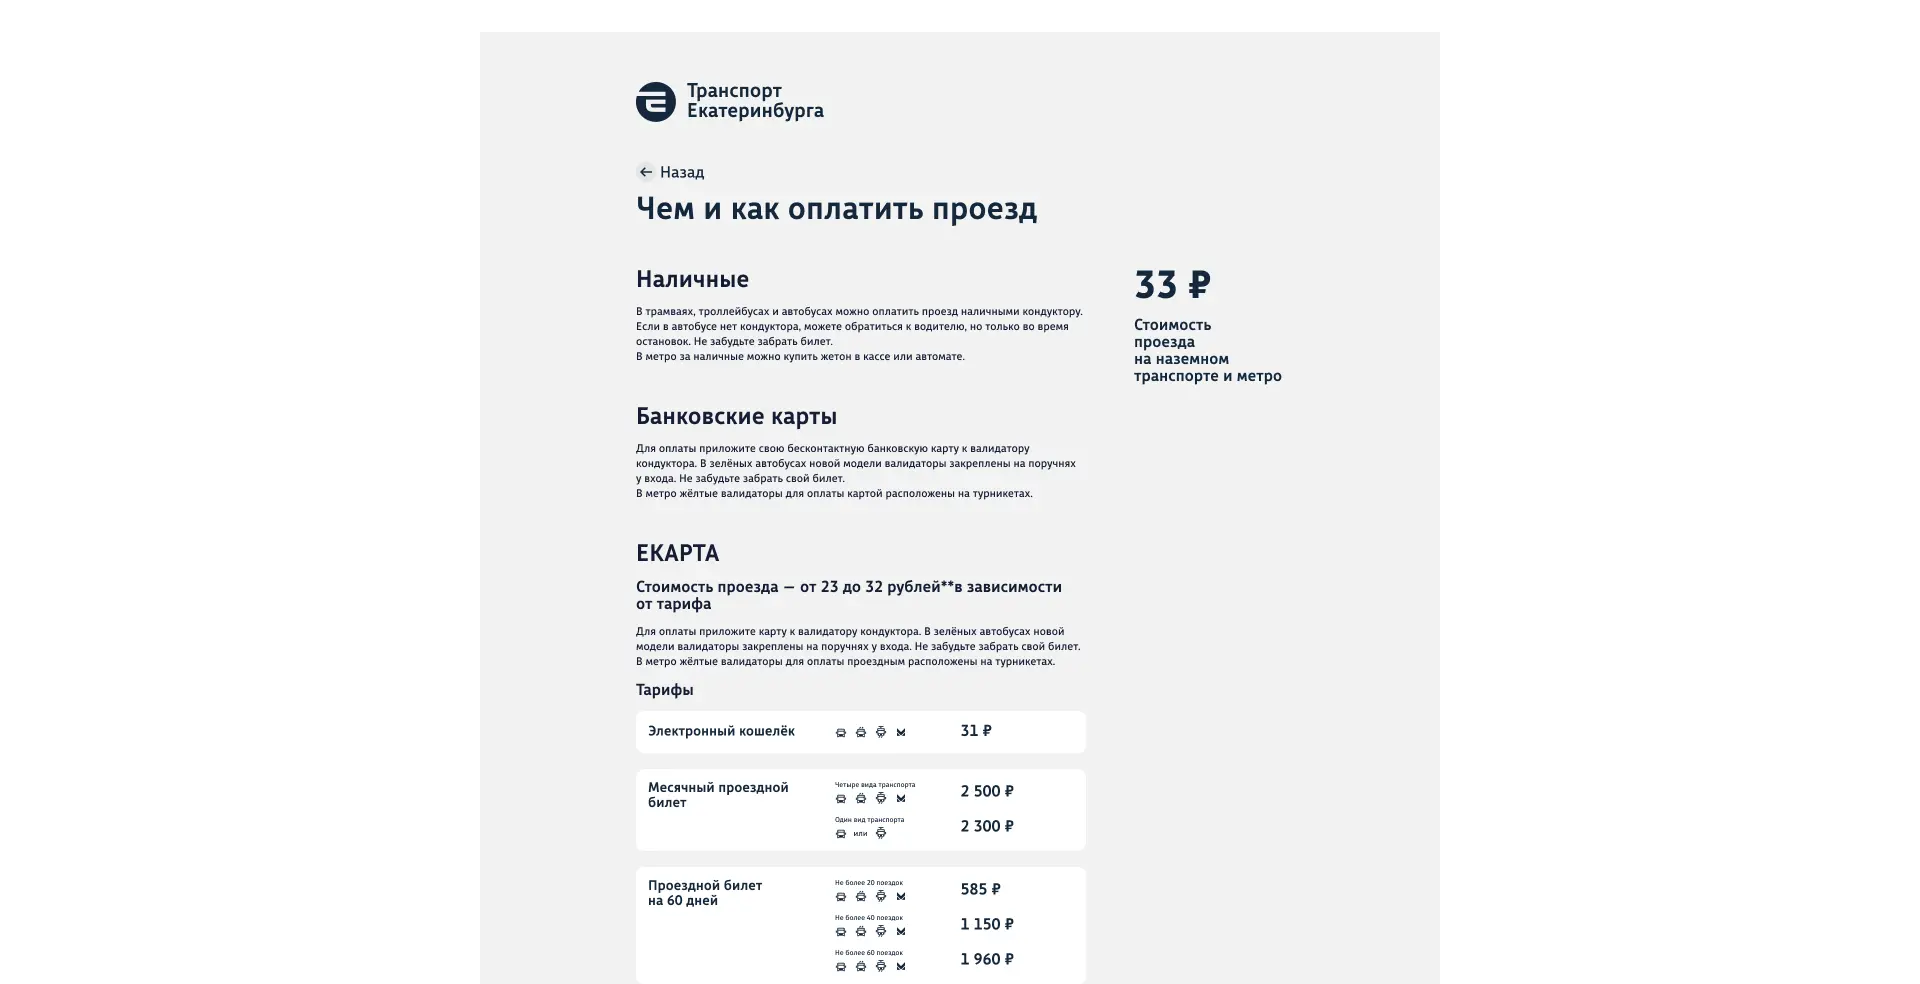 Транспорт
Екатеринбурга
Назад
Чем и как оплатить проезд
Наличные
В трамваях, троллейбусах и автобусах можно оплатить проезд наличными кондуктору.
Если в автобусе нет кондуктора, можете обратиться к водителю, но только во время
остановок. Не забудьте забрать билет.
В метро за наличные можно купить жетон в кассе или автомате.
33 ₽
Стоимость
проезда
на наземном
транспорте и метро
Банковские карты
Для оплаты приложите свою бесконтактную банковскую карту к валидатору
кондуктора. В зелёных автобусах новой модели валидаторы закреплены на поручнях
у входа. Не забудьте забрать свой билет.
В метро жёлтые валидаторы для оплаты картой расположены на турникетах.
ЕКАРТА
Стоимость проезда — от 23 до 32 рублей**в зависимости
от тарифа
Для оплаты приложите карту к валидатору кондуктора. В зелёных автобусах новой
модели валидаторы закреплены на поручнях у входа. Не забудьте забрать свой билет.
В метро жёлтые валидаторы для оплаты проездным расположены на турникетах.
Тарифы
Электронный кошелёк 31 ₽
Месячный проездной
билет
Четыре вида транспорта
2 500 ₽
Один вид транспорта
или
2 300 ₽
Проездной билет
на 60 дней
Не более 20 поездок
585 ₽
Не более 40 поездок
1 150 ₽
Не более 60 поездок
1 960 ₽